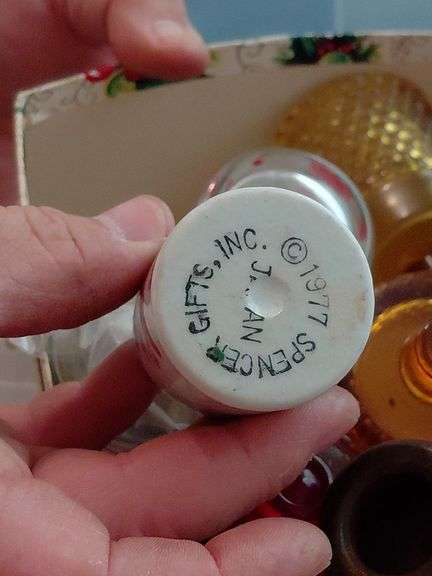 © 1977 SPENCER GIFTS, INC.
JAPAN